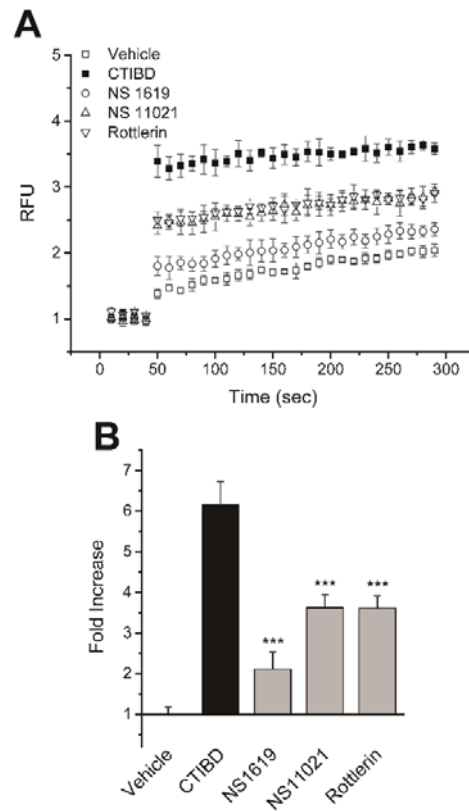 A
Vehicle
CTIBD
NS 1619
NS 11021
Rottlerin
5
4
3
2
1
RFU
0 50 100 150 200 250 300
Time (sec)
B
7
6
5
4
3
2
1
Fold Increase
***
*** ***
Vehicle CTIBD NS1619 NS11021 Rottlerin